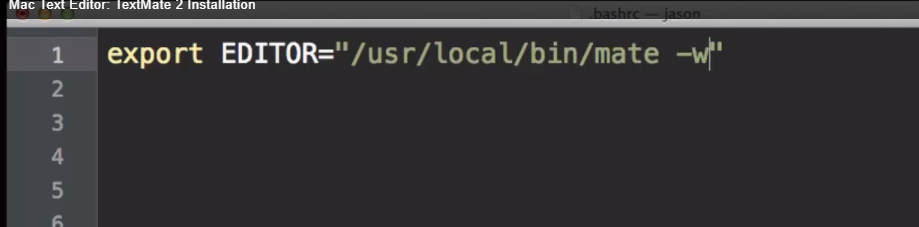 Mac Text Editor: TextMate 2 Installation
.bashrc — jason
1 export EDITOR="/usr/local/bin/mate -w"
2
3
4
5
6